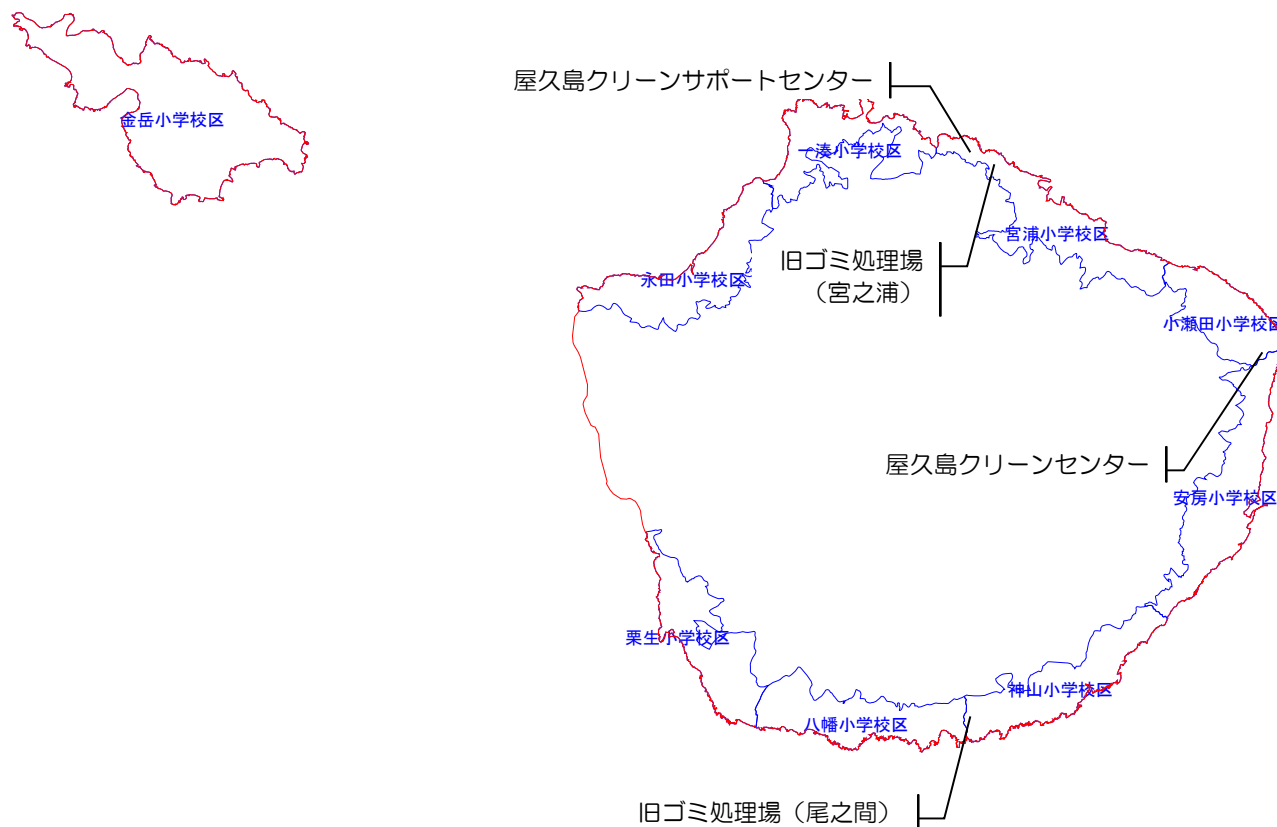 屋久島クリーンサポートセンター
金岳小学校区
一湊小学校区
宮浦小学校区
旧ゴミ処理場
（宮之浦）
永田小学校区
小瀬田小学校区
屋久島クリーンセンター
安房小学校区
栗生小学校区
神山小学校区
八幡小学校区
旧ゴミ処理場（尾之間）